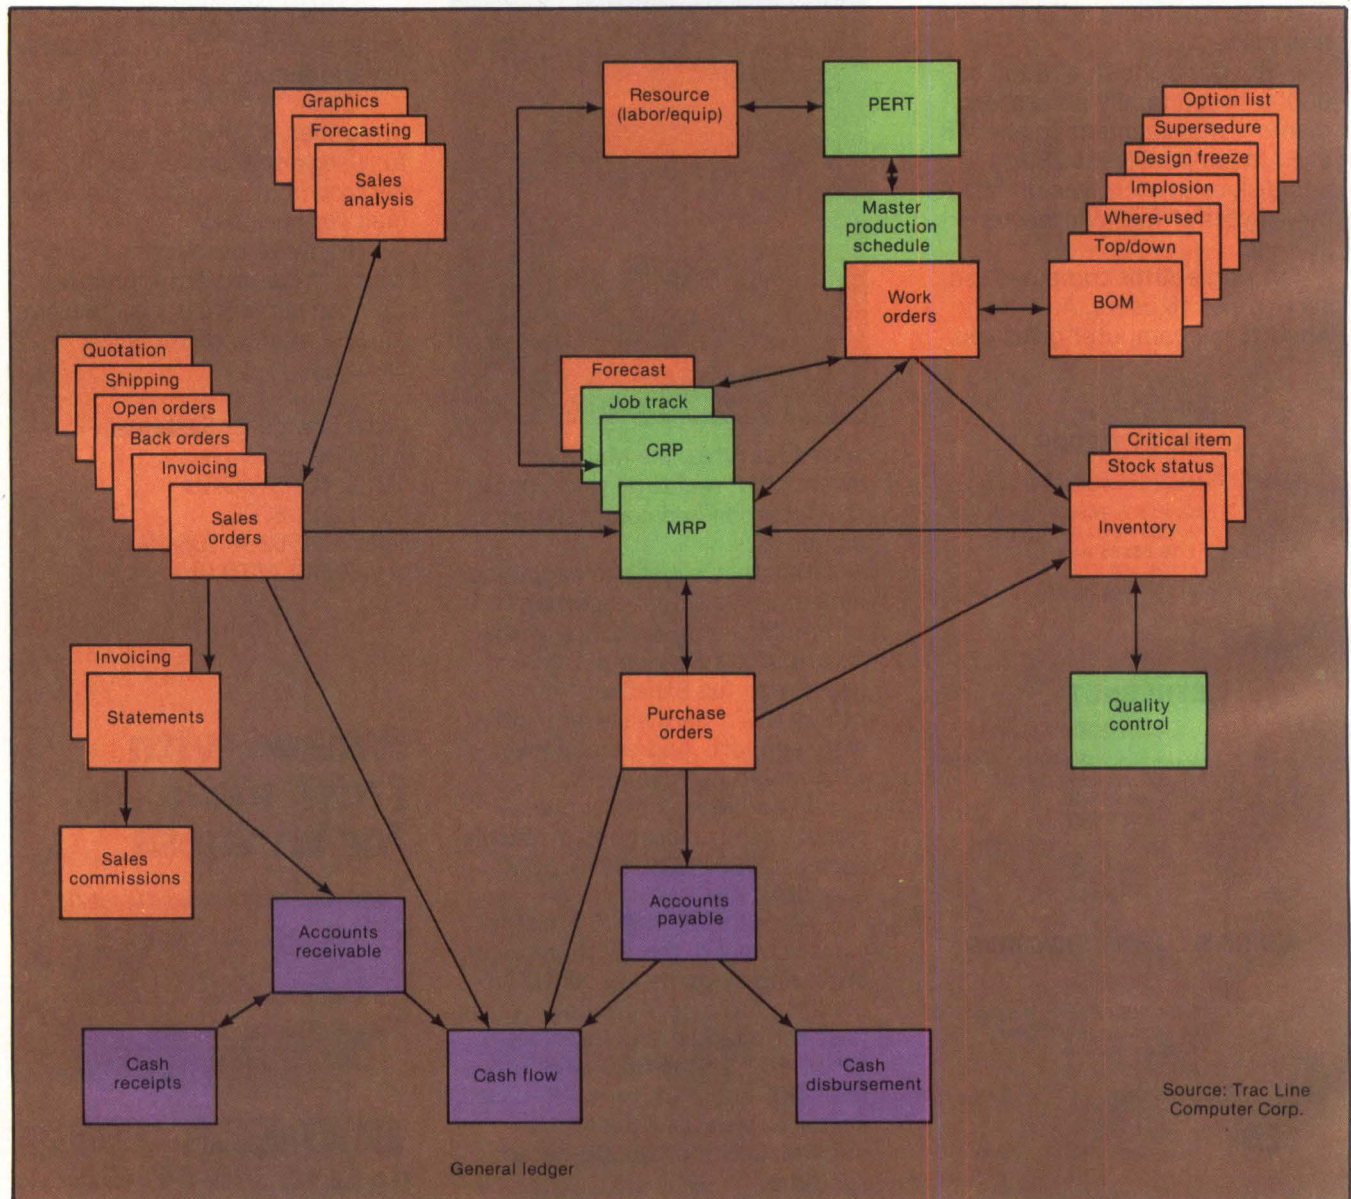 Graphics
Forecasting
Sales
analysis
Resource
(labor/equip)
PERT
Master
production
schedule
Work
orders
Option list
Supersedure
Design freeze
Implosion
Where-used
Top/down
BOM
Quotation
Shipping
Open orders
Back orders
Invoicing
Sales
orders
Forecast
Job track
CRP
MRP
Critical item
Stock status
Inventory
Invoicing
Statements
Purchase
orders
Quality
control
Sales
commissions
Accounts
receivable
Accounts
payable
Cash
receipts
Cash flow
Cash
disbursement
Source: Trac Line
Computer Corp.
General ledger